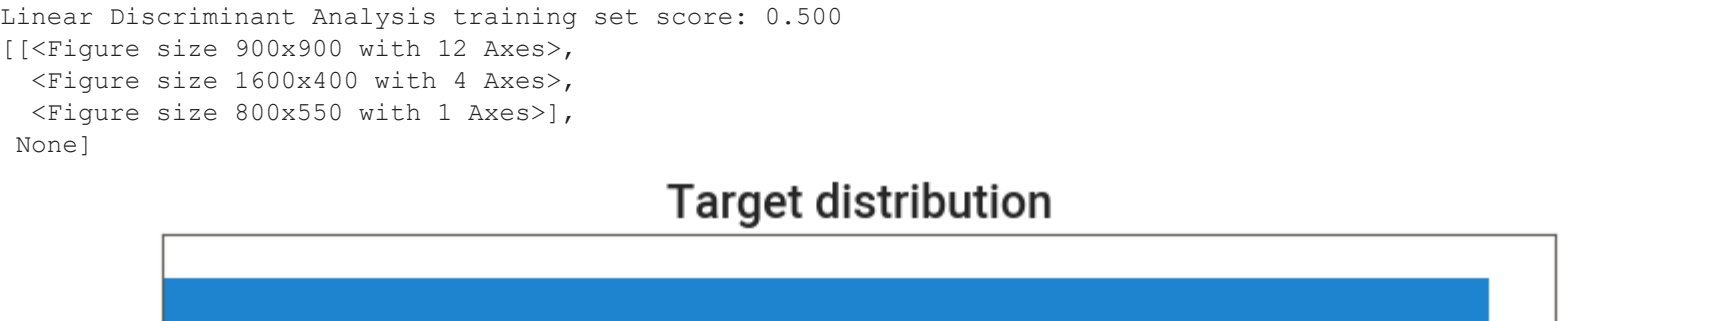 Linear Discriminant Analysis training set score: 0.500
[[<Figure size 900x900 with 12 Axes>,
  <Figure size 1600x400 with 4 Axes>,
  <Figure size 800x550 with 1 Axes>],
 None]
Target distribution